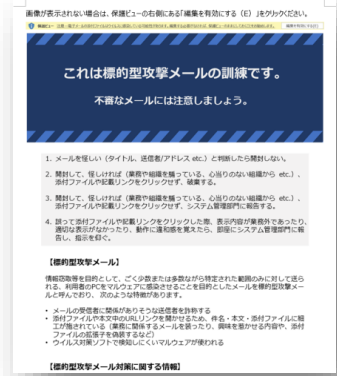 画像が表示されない場合は、保護ビューの右側にある「編集を有効にする（E）」をクリックください。
保護ビュー
編集を有効にする(E)
これは標的型攻撃メールの訓練です。
不審なメールには注意しましょう。
1. メールを怪しい（タイトル、送信者/アドレス etc.）と判断したら開封しない。
2. 開封して、怪しければ（業務や組織を騙っている、心当りのない組織から etc.）、
添付ファイルや記載リンクをクリックせず、破棄する。
3. 開封して、怪しければ（業務や組織を騙っている、心当りのない組織から etc.）、
添付ファイルや記載リンクをクリックせず、システム管理部門に報告する。
4. 誤って添付ファイルや記載リンクをクリックした際、表示内容が業務外であったり、
適切な表示がなかったり、動作に違和感を覚えたら、即座にシステム管理部門に報
告し、指示を仰ぐ。
【標的型攻撃メール】
情報窃取等を目的として、ごく少数または多数ながら特定された範囲のみに対して送ら
れる、利用者のPCをマルウェアに感染させることを目的としたメールを標的型攻撃メー
ルと呼んでおり、次のような特徴があります。
• メールの受信者に関係がありそうな送信者を詐称する
• 添付ファイルや本文中のURLリンクを開かせるため、件名・本文・添付ファイルに細
工が施されている（業務に関係するメールを装ったり、興味を惹かせる内容や、添付
ファイルの拡張子を偽装するなど）
• ウイルス対策ソフトで検知しにくいマルウェアが使われる
【標的型攻撃メール対策に関する情報】